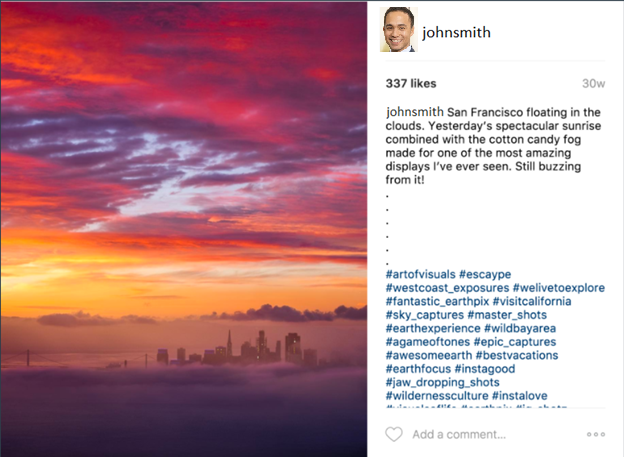 johnsmith
337 likes 30w
johnsmith San Francisco floating in the
clouds. Yesterday's spectacular sunrise
combined with the cotton candy fog
made for one of the most amazing
displays I've ever seen. Still buzzing
from it!
.
.
.
.
.
.
#artofvisuals #escaype
#westcoast_exposures #welivetoexplore
#fantastic_earthpix #visitcalifornia
#sky_captures #master_shots
#earthexperience #wildbayarea
#agameoftones #epic_captures
#awesomeearth #bestvacations
#earthfocus #instagood
#jaw_dropping_shots
#wildernessculture #instalove
Add a comment...